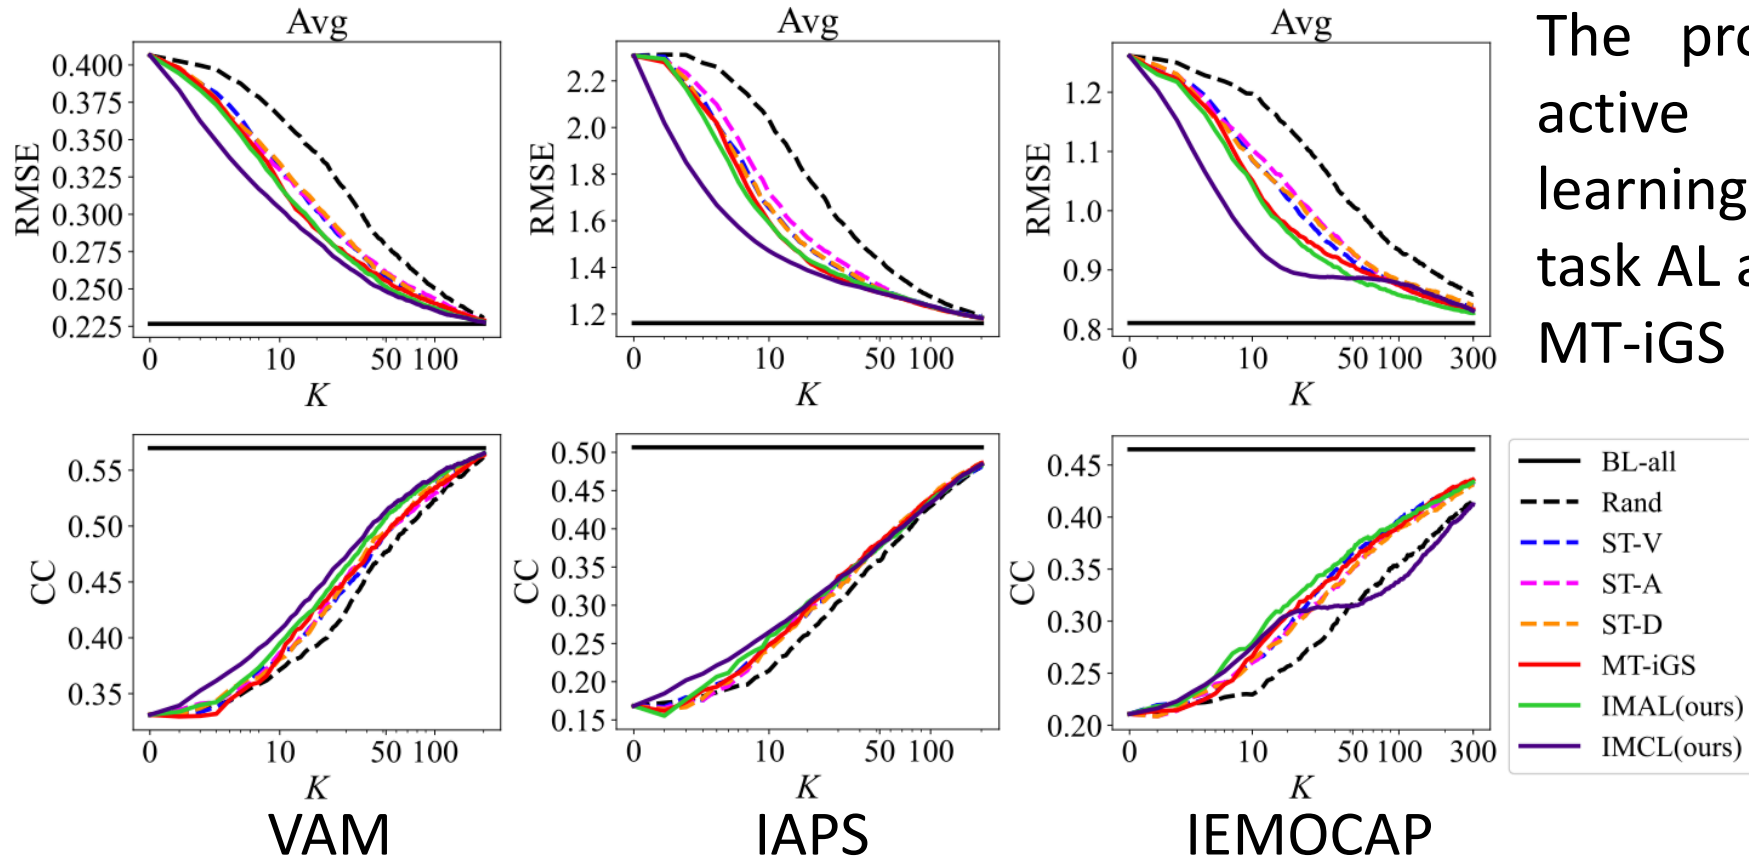 Avg
Avg
Avg
The pro
active
learning
task AL a
MT-iGS
RMSE
0.400
0.375
0.350
0.325
0.300
0.275
0.250
0.225
0 10 50 100
K
RMSE
2.2
2.0
1.8
1.6
1.4
1.2
0 10 50 100
K
RMSE
1.2
1.1
1.0
0.9
0.8
0 10 50 100 300
K
CC
0.55
0.50
0.45
0.40
0.35
0 10 50 100
K
CC
0.50
0.45
0.40
0.35
0.30
0.25
0.20
0.15
0 10 50 100
K
CC
0.45
0.40
0.35
0.30
0.25
0.20
0 10 50 100 300
K
BL-all
Rand
ST-V
ST-A
ST-D
MT-iGS
IMAL(ours)
IMCL(ours)
VAM
IAPS
IEMOCAP